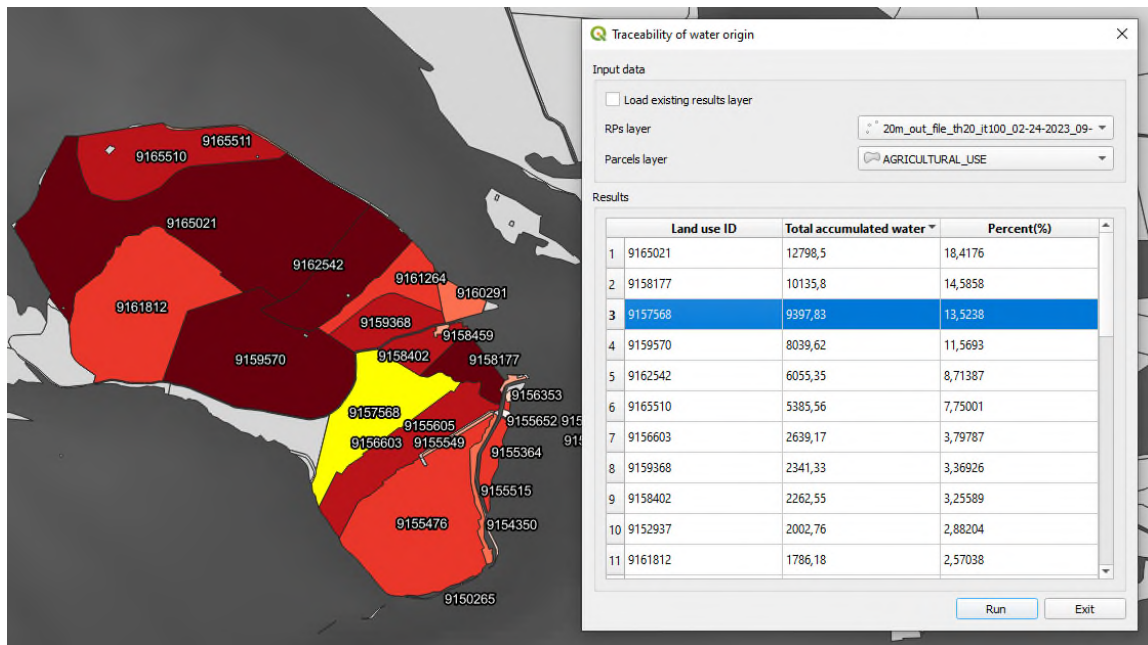 Traceability of water origin
Input data
Load existing results layer
RPs layer
20m_out_file_th20_it100_02-24-2023_09-
Parcels layer
AGRICULTURAL_USE
Results
Land use ID Total accumulated water Percent(%)
1 9165021 12798,5 18,4176
2 9158177 10135,8 14,5858
3 9157568 9397,83 13,5238
4 9159570 8039,62 11,5693
5 9162542 6055,35 8,71387
6 9165510 5385,56 7,75001
7 9156603 2639,17 3,79787
8 9159368 2341,33 3,36926
9 9158402 2262,55 3,25589
10 9152937 2002,76 2,88204
11 9161812 1786,18 2,57038
Run Exit
9165511
9165510
9165021
9162542
9161264
9160291
9161812
9159368
9158459
9159570
9158402
9158177
9156353
9157568
9155605
9155652
915
9156603
9155549
9155364
9155515
9155476
9154350
9150265